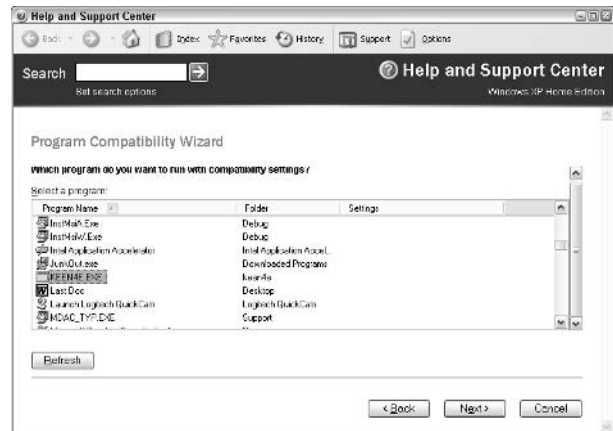 Help and Support Center
Back
Index Favorites History Support Options
Search
Set search options
Help and Support Center
Windows XP Home Edition
Program Compatibility Wizard
Which program do you want to run with compatibility settings?
Select a program:
Program Name Folder Settings
InstMsiA.Exe Debug
InstMsiW.Exe Debug
Intel Application Accelerator Intel Application Accel...
JunkOut.exe Downloaded Programs
KEEN4E.EXE keen4e
Last Doc Desktop
Launch Logitech QuickCam Logitech QuickCam
MDAC_TYP.EXE Support
Refresh
< Back Next > Cancel